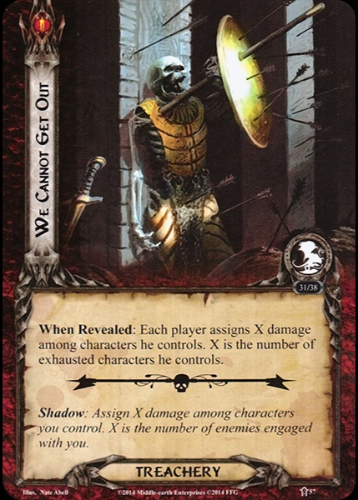 We Cannot Get Out
31/38
When Revealed: Each player assigns X damage
among characters he controls. X is the number of
exhausted characters he controls.
Shadow: Assign X damage among characters
you control. X is the number of enemies engaged
with you.
TREACHERY
Illus. Nate Abell
©2014 Middle-earth Enterprises ©2014 FFG
57